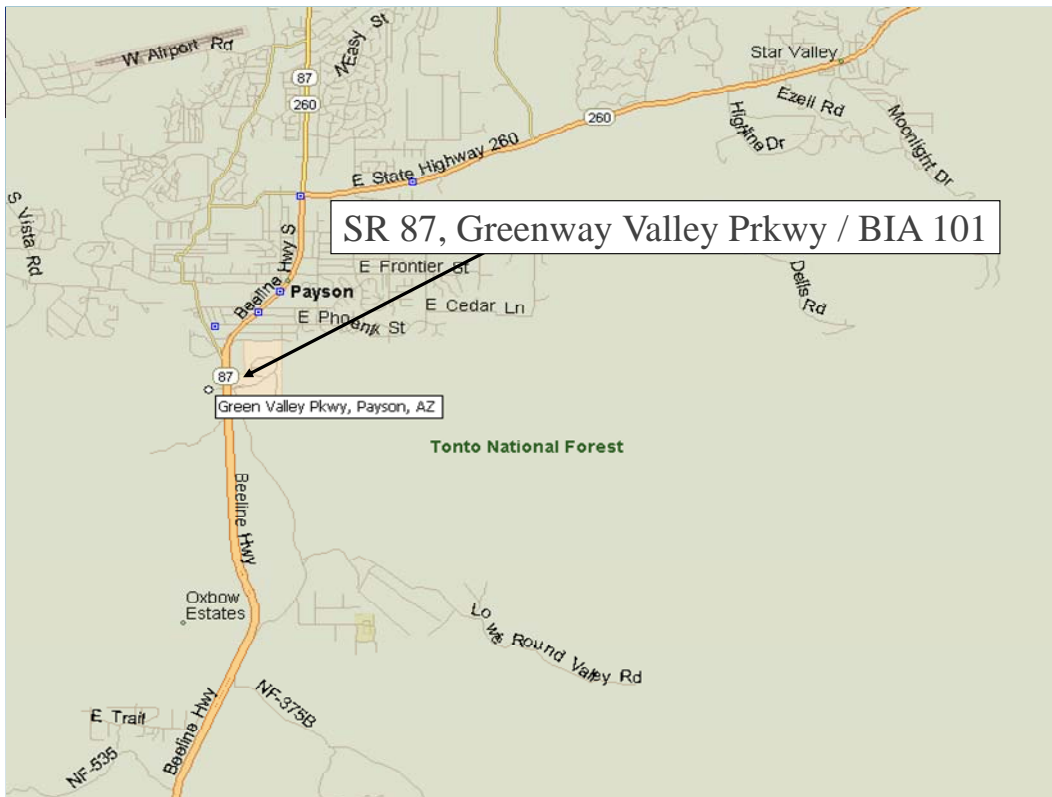 W Airport Rd
N Easy St
87
260
Star Valley
Ezell Rd
Highline Dr
Moonlight Dr
260
E State Highway 260
S Vista Rd
SR 87, Greenway Valley Prkwy / BIA 101
Beeline Hwy S
E Frontier St
Dells Rd
Payson
E Cedar Ln
E Phoenix St
87
Green Valley Pkwy, Payson, AZ
Tonto National Forest
Beeline Hwy
Oxbow
Estates
Lows Round Valley Rd
NF-375B
E Trail
Beeline Hwy
NF-535